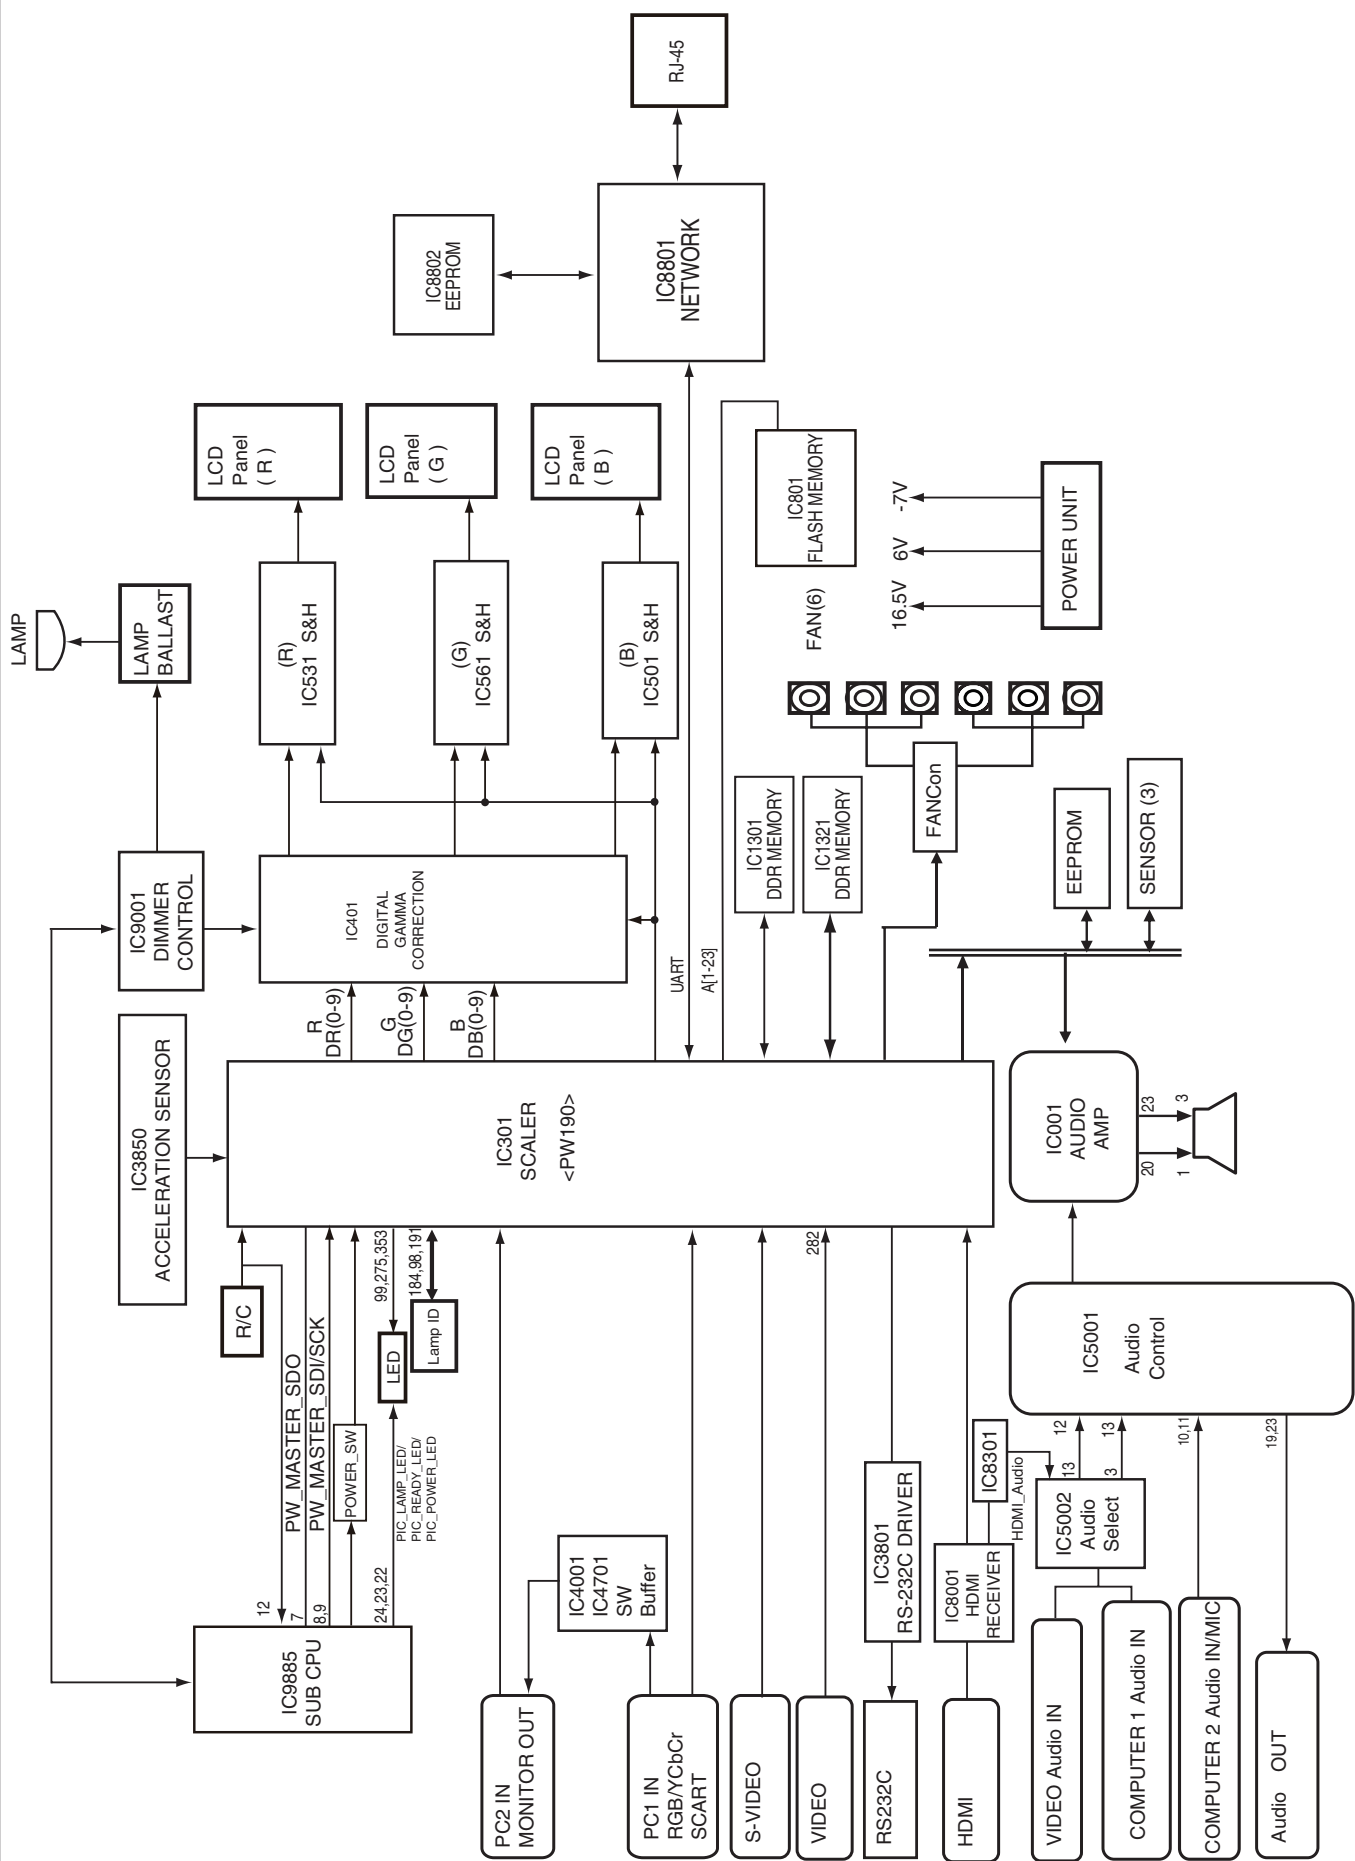 RJ-45
IC8802
EEPROM
IC8801
NETWORK
LAMP
LAMP
BALLAST
LCD
Panel
( R )
LCD
Panel
( G )
LCD
Panel
( B )
IC801
FLASH MEMORY
16.5V
6V
-7V
POWER UNIT
(R)
IC531 S&H
(G)
IC561 S&H
(B)
IC501 S&H
FAN(6)
IC9001
DIMMER
CONTROL
IC401
DIGITAL
GAMMA
CORRECTION
IC1301
DDR MEMORY
IC1321
DDR MEMORY
FANCon
EEPROM
SENSOR (3)
R
DR(0-9)
G
DG(0-9)
B
DB(0-9)
UART
A[1-23]
IC3850
ACCELERATION SENSOR
IC301
SCALER
<PW190>
IC001
AUDIO
AMP
20
23
1
3
R/C
PW_MASTER_SDO
PW_MASTER_SDI/SCK
POWER_SW
99,275,353
LED
184,98,191
Lamp ID
PIC_LAMP_LED/
PIC_READY_LED/
PIC_POWER_LED
12
7
8,9
24,23,22
282
IC5001
Audio
Control
12
13
10,11
19,23
13
3
IC8301
HDMI_Audio
IC5002
Audio
Select
IC3801
RS-232C DRIVER
IC8001
HDMI
RECEIVER
IC4001
IC4701
SW
Buffer
IC9885
SUB CPU
PC2 IN
MONITOR OUT
PC1 IN
RGB/YCbCr
SCART
S-VIDEO
VIDEO
RS232C
HDMI
VIDEO Audio IN
COMPUTER 1 Audio IN
COMPUTER 2 Audio IN/MIC
Audio OUT